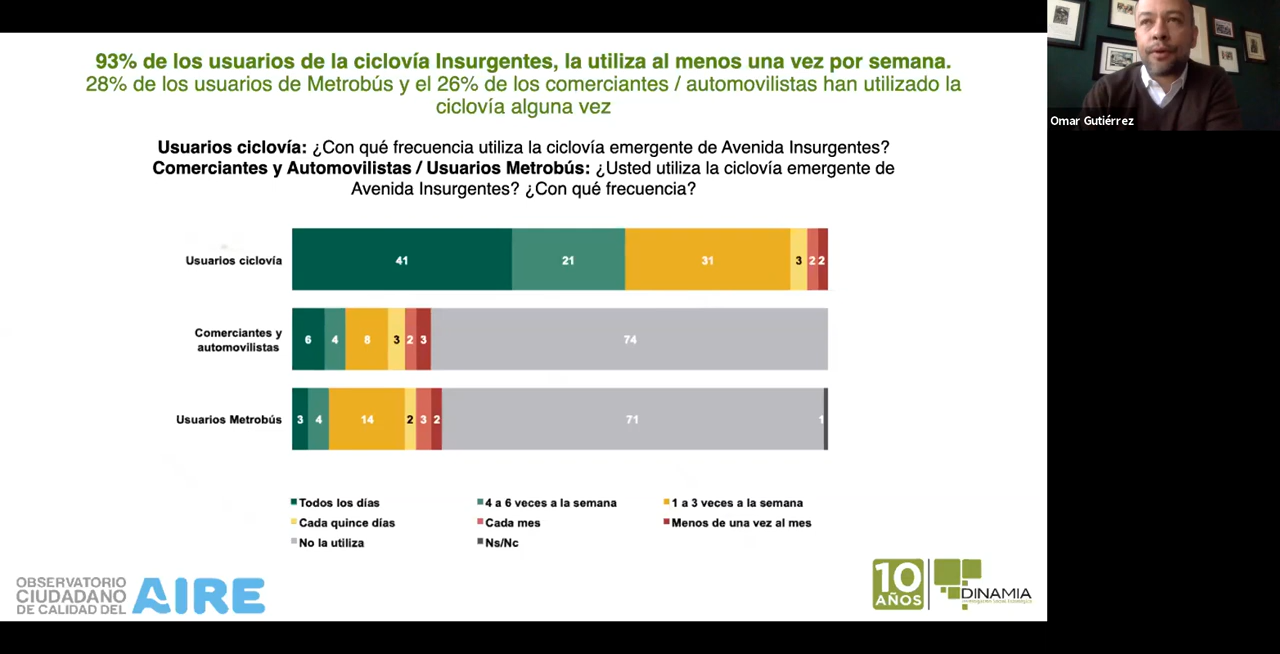 93% de los usuarios de la ciclovía Insurgentes, la utiliza al menos una vez por semana.
28% de los usuarios de Metrobús y el 26% de los comerciantes / automovilistas han utilizado la
ciclovía alguna vez
Usuarios ciclovía: ¿Con qué frecuencia utiliza la ciclovía emergente de Avenida Insurgentes?
Comerciantes y Automovilistas / Usuarios Metrobús: ¿Usted utiliza la ciclovía emergente de
Avenida Insurgentes? ¿Con qué frecuencia?
Usuarios ciclovía 41 21 31 3 2 2
Comerciantes y
automovilistas
6 4 8 3 2 3 74
Usuarios Metrobús 3 4 14 2 3 2 71 1
Todos los días 4 a 6 veces a la semana 1 a 3 veces a la semana
Cada quince días Cada mes Menos de una vez al mes
No la utiliza Ns/Nc
OBSERVATORIO
CIUDADANO
DE CALIDAD DEL
AIRE
10
AÑOS
DINAMIA
Omar Gutiérrez